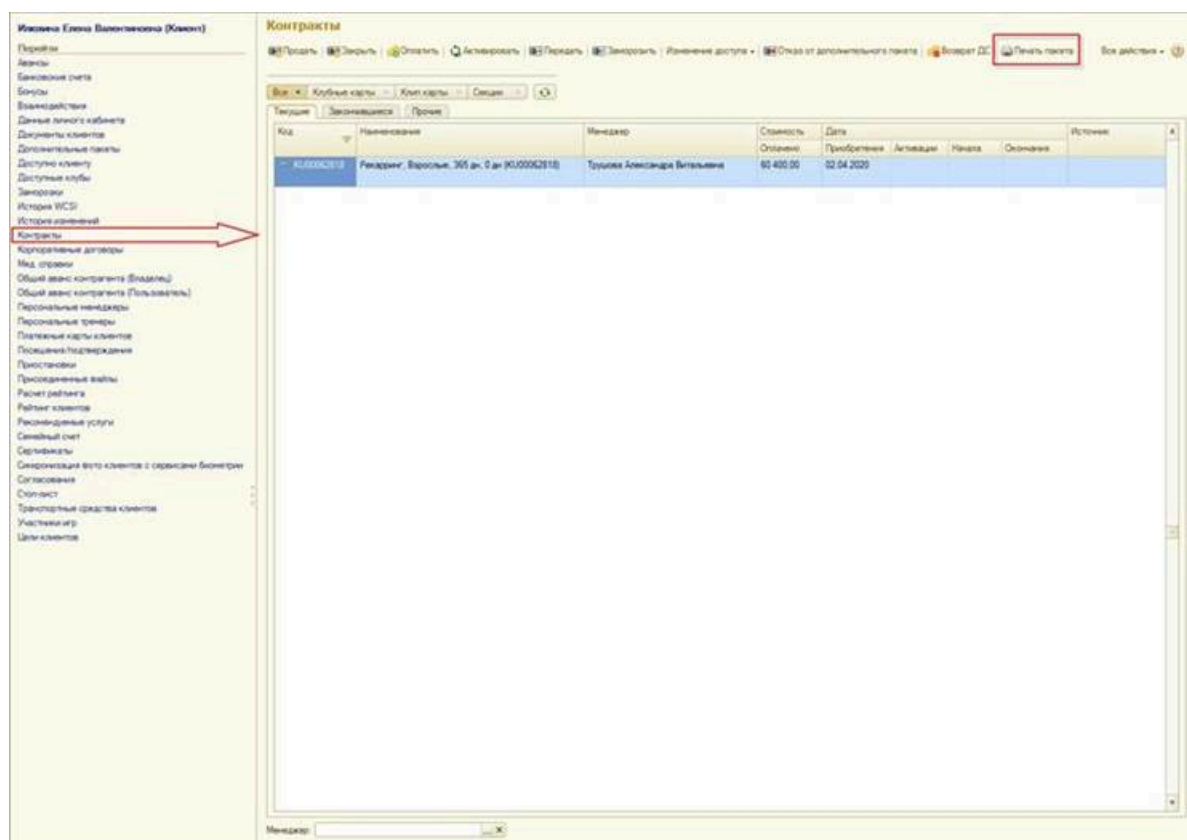 Елена Валентиновна (Клиент)
Перейти
Авансы
Банковские счета
Бонусы
Взаимодействия
Данные личного кабинета
Документы клиентов
Дополнительные пакеты
Доступно клиенту
Доступные клубы
Заморозки
История WCSI
История изменений
Контракты
Корпоративные договоры
Мед. справки
Общий аванс контрагента (Владелец)
Общий аванс контрагента (Пользователь)
Персональные менеджеры
Персональные тренеры
Платежные карты клиентов
Посещения/подтверждения
Приостановки
Присоединенные файлы
Расчет рейтинга
Рейтинг клиентов
Рекомендуемые услуги
Семейный счет
Сертификаты
Синхронизация фото клиентов с сервисами биометрии
Согласования
Стоп-лист
Транспортные средства клиентов
Участники игр
Цели клиентов
Контракты
Продать Закрыть Оплатить Активировать Передать Заморозить Изменение доступа Отказ от дополнительного пакета Возврат ДС Печать пакета Все действия
Все Клубные карты Клип карты Секции
Текущие Закончившиеся Прочие
Код Наименование Менеджер Стоимость Дата Источник
Оплачено Приобретения Активации Начала Окончания
KU00062818 Рекарринг, Взрослые, 365 дн, 0 дн (KU00062818) Трушова Александра Витальевна 60 400,00 02.04.2020
Менеджер: